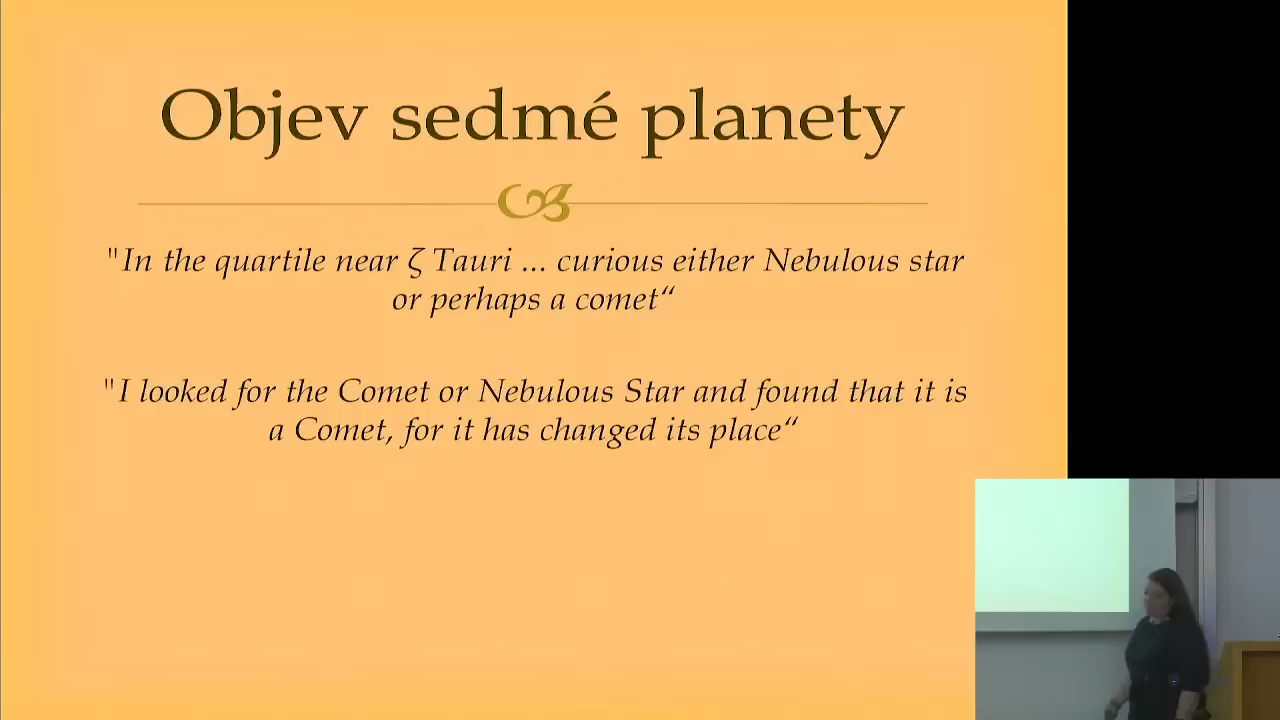 Objev sedmé planety
"In the quartile near ζ Tauri ... curious either Nebulous star
or perhaps a comet“
"I looked for the Comet or Nebulous Star and found that it is
a Comet, for it has changed its place“